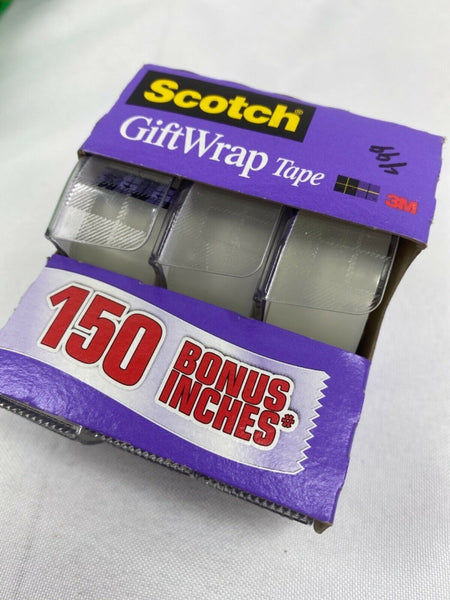 Scotch®
GiftWrap Tape
3M
150
BONUS
INCHES*